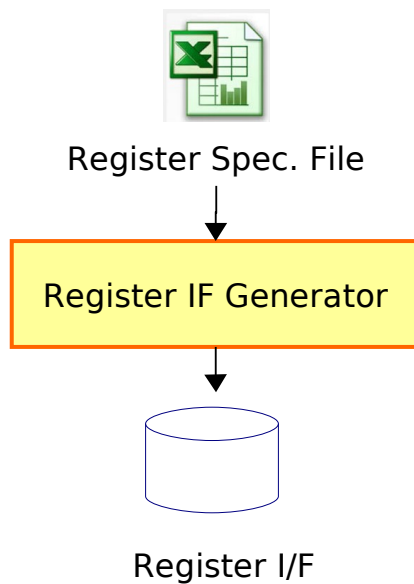 Register Spec. File
Register IF Generator
Register I/F